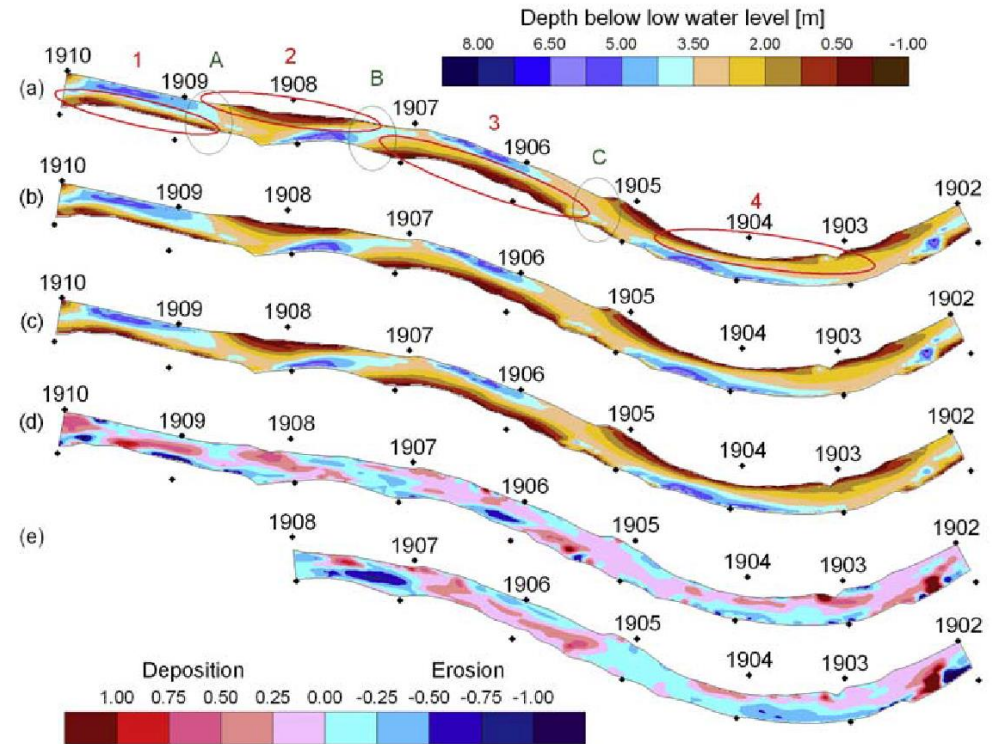 Depth below low water level [m]
8.00 6.50 5.00 3.50 2.00 0.50 -1.00
1910 1 1909 A 2 1908 B 1907 3 1906 C 1905 4 1904 1903 1902
(a)
1910 1909 1908 1907 1906 1905 1904 1903 1902
(b)
1910 1909 1908 1907 1906 1905 1904 1903 1902
(c)
1910 1909 1908 1907 1906 1905 1904 1903 1902
(d)
1908 1907 1906 1905 1904 1903 1902
(e)
Deposition Erosion
1.00 0.75 0.50 0.25 0.00 -0.25 -0.50 -0.75 -1.00